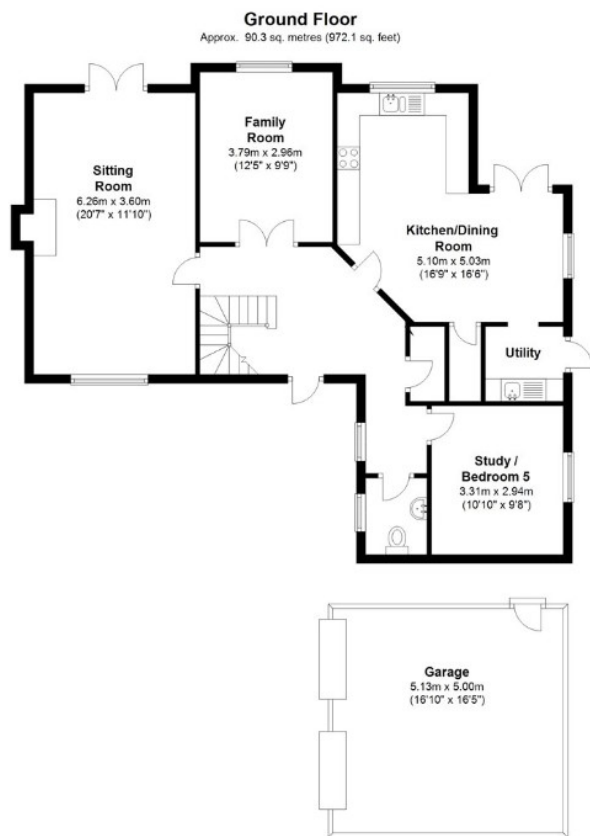 Ground Floor
Approx. 90.3 sq. metres (972.1 sq. feet)
Family
Room
3.79m x 2.96m
(12'5" x 9'9")
Sitting
Room
6.26m x 3.60m
(20'7" x 11'10")
Kitchen/Dining
Room
5.10m x 5.03m
(16'9" x 16'6")
Utility
Study /
Bedroom 5
3.31m x 2.94m
(10'10" x 9'8")
Garage
5.13m x 5.00m
(16'10" x 16'5")